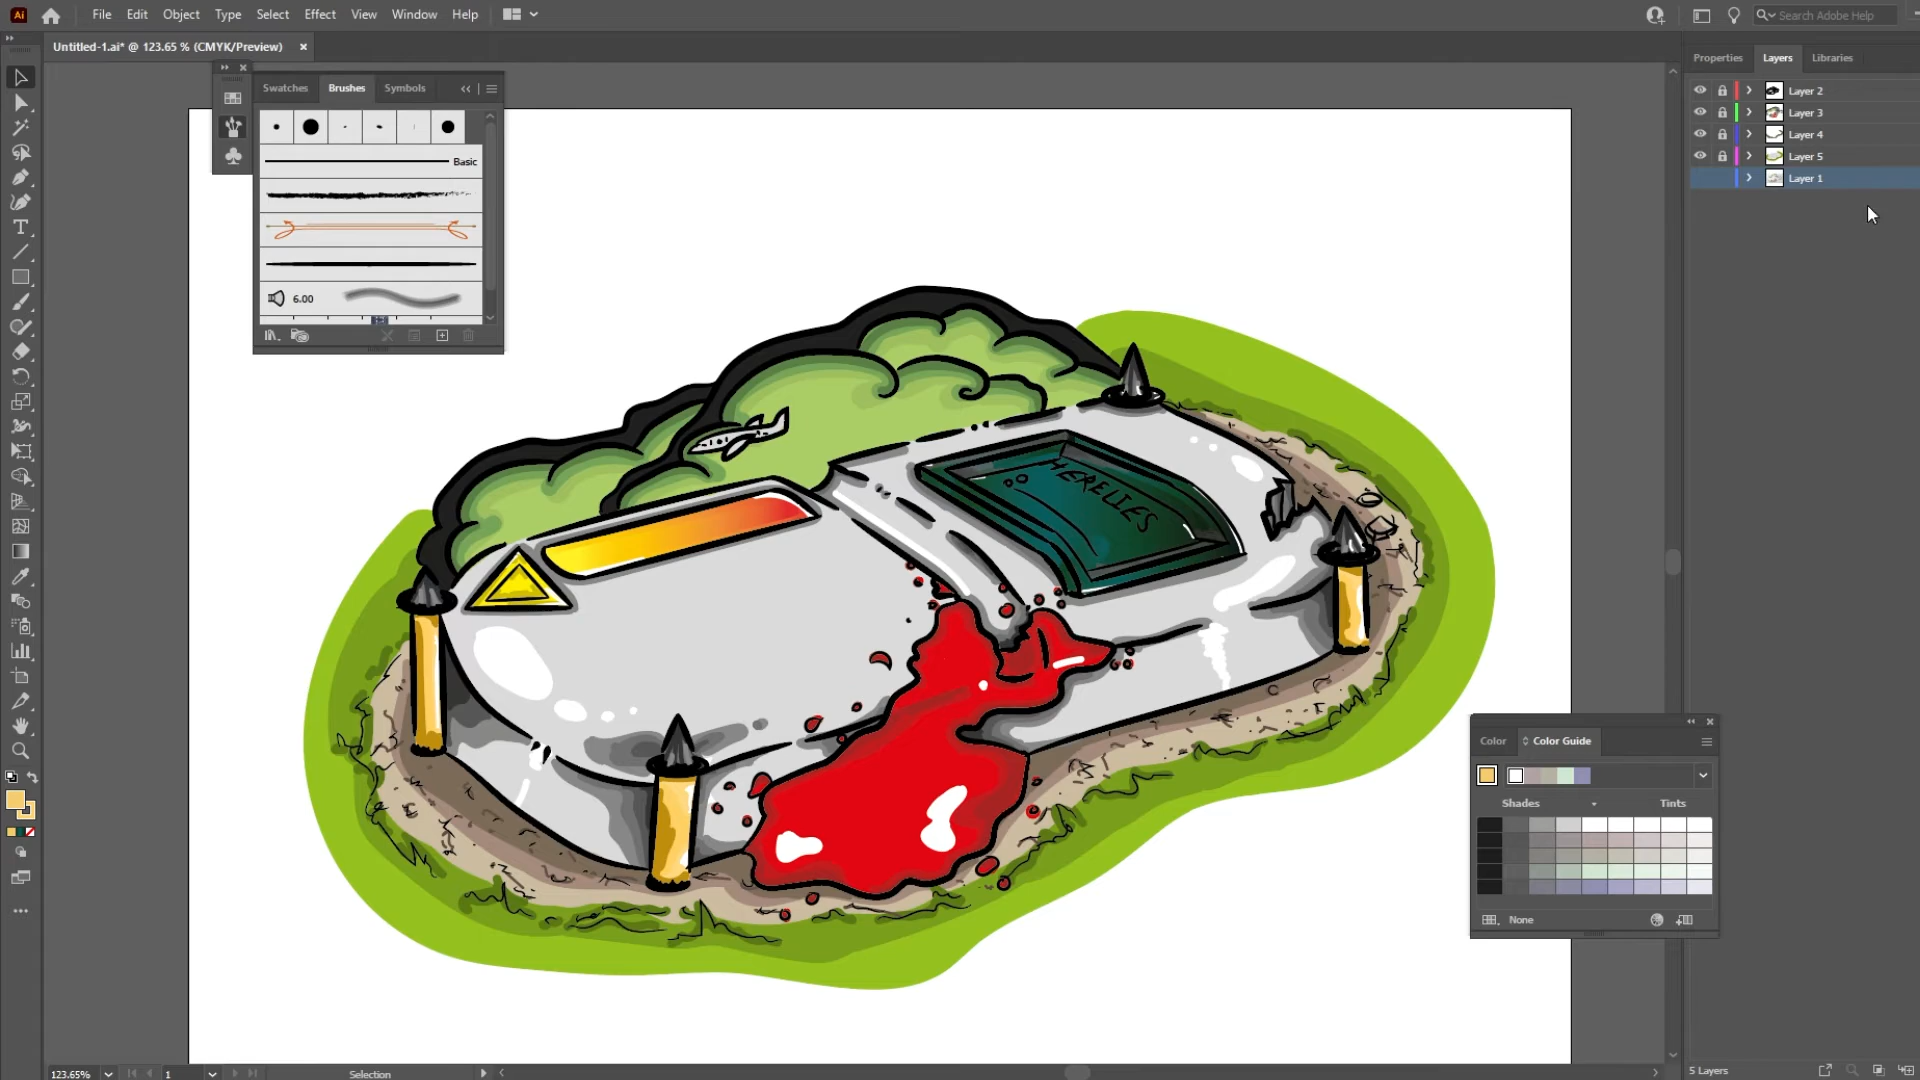 Ai File Edit Object Type Select Effect View Window Help Search Adobe Help
Untitled-1.ai* @ 123.65 % (CMYK/Preview)
Properties Layers Libraries
Swatches Brushes Symbols
Layer 2
Layer 3
Layer 4
Layer 5
Layer 1
Basic
6.00
HERE LIES
Color Color Guide
Shades Tints
None
123.65% 1 Selection
5 Layers